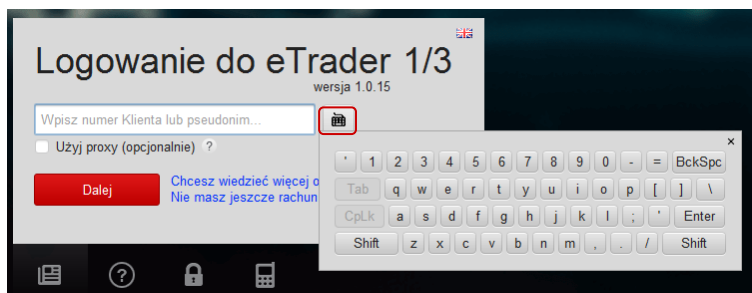 Logowanie do eTrader 1/3
wersja 1.0.15
Wpisz numer Klienta lub pseudonim...
Użyj proxy (opcjonalnie) ?
Dalej
Chcesz wiedzieć więcej o
Nie masz jeszcze rachun
×
' 1 2 3 4 5 6 7 8 9 0 - = BckSpc
Tab q w e r t y u i o p [ ] \
CpLk a s d f g h j k l ; ' Enter
Shift z x c v b n m , . / Shift
?